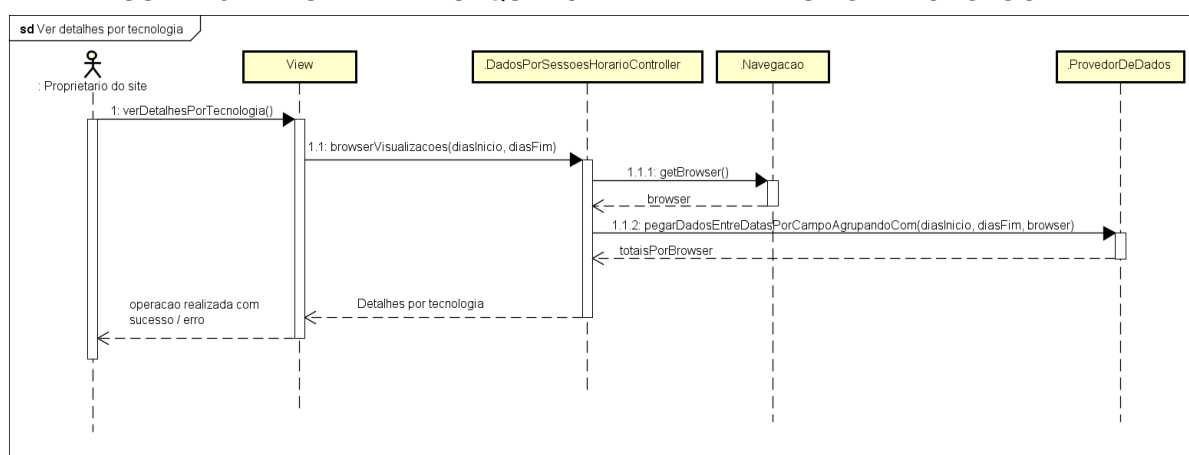 sd Ver detalhes por tecnologia
: Proprietario do site
View
.DadosPorSessoesHorarioController
.Navegacao
.ProvedorDeDados
1: verDetalhesPorTecnologia()
1.1: browserVisualizacoes(diasInicio, diasFim)
1.1.1: getBrowser()
browser
1.1.2: pegarDadosEntreDatasPorCampoAgrupandoCom(diasInicio, diasFim, browser)
totaisPorBrowser
Detalhes por tecnologia
operacao realizada com
sucesso / erro